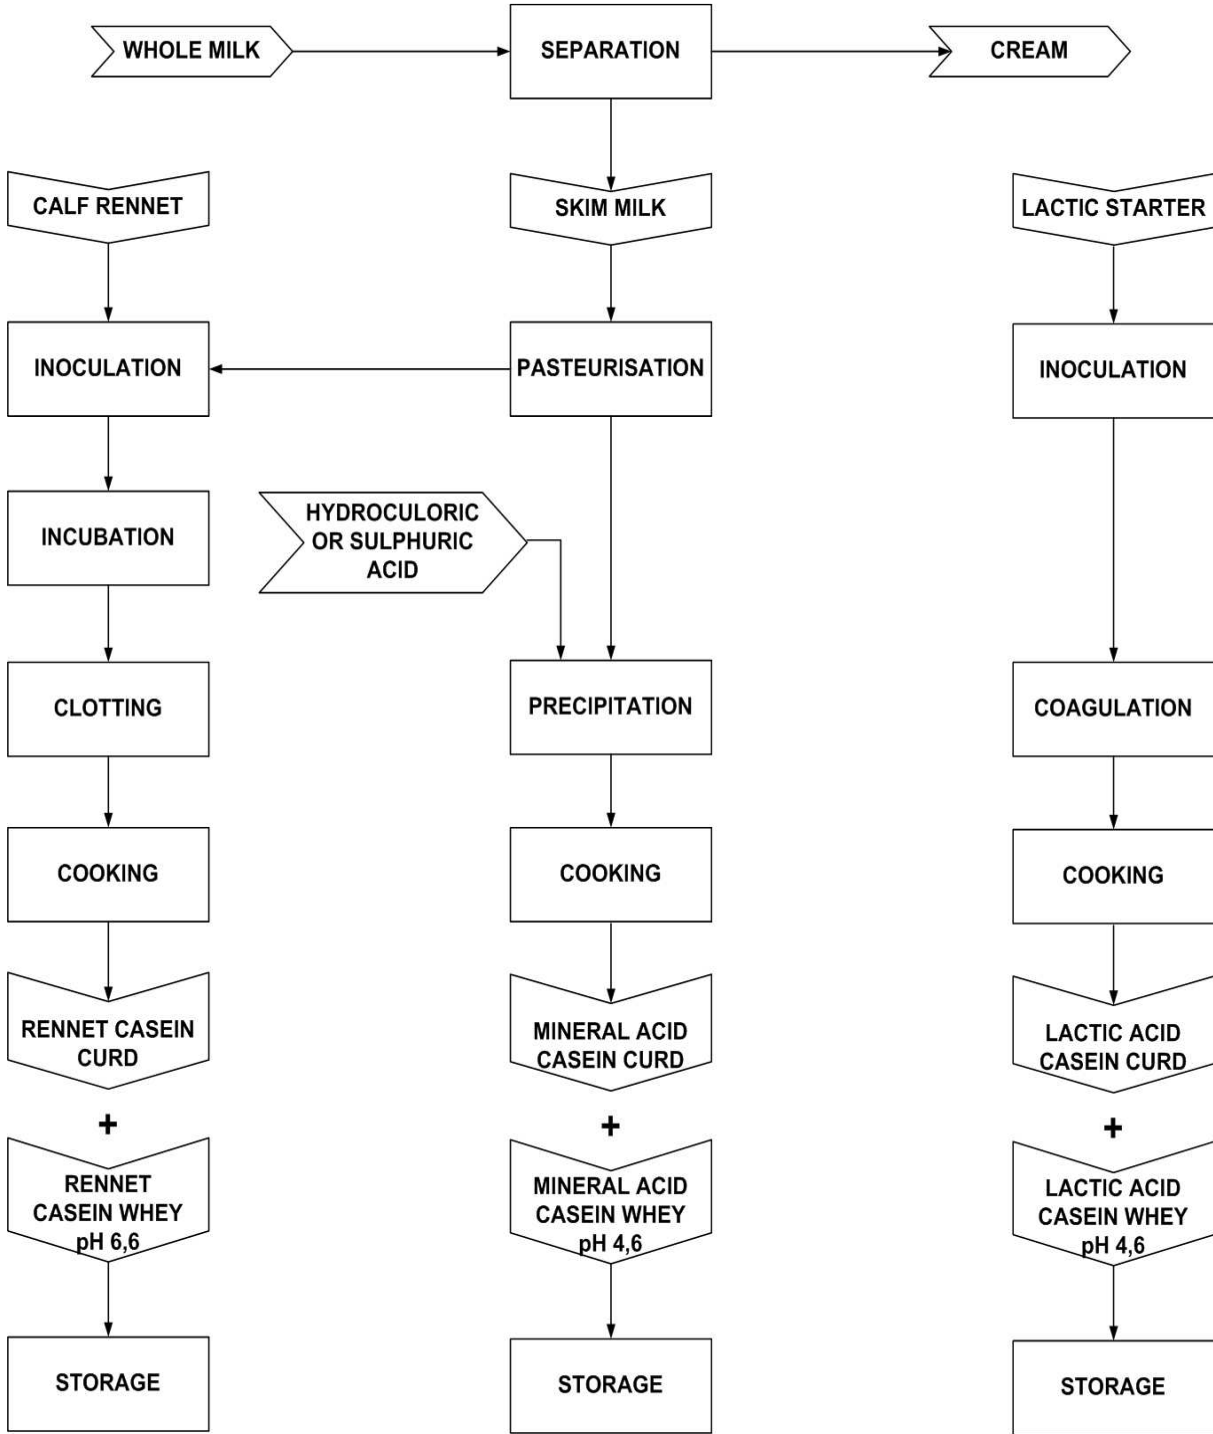 WHOLE MILK
SEPARATION
CREAM
CALF RENNET
SKIM MILK
LACTIC STARTER
INOCULATION
PASTEURISATION
INOCULATION
INCUBATION
HYDROCULORIC
OR SULPHURIC
ACID
CLOTTING
PRECIPITATION
COAGULATION
COOKING
COOKING
COOKING
RENNET CASEIN
CURD
MINERAL ACID
CASEIN CURD
LACTIC ACID
CASEIN CURD
+
+
+
RENNET
CASEIN WHEY
pH 6,6
MINERAL ACID
CASEIN WHEY
pH 4,6
LACTIC ACID
CASEIN WHEY
pH 4,6
STORAGE
STORAGE
STORAGE